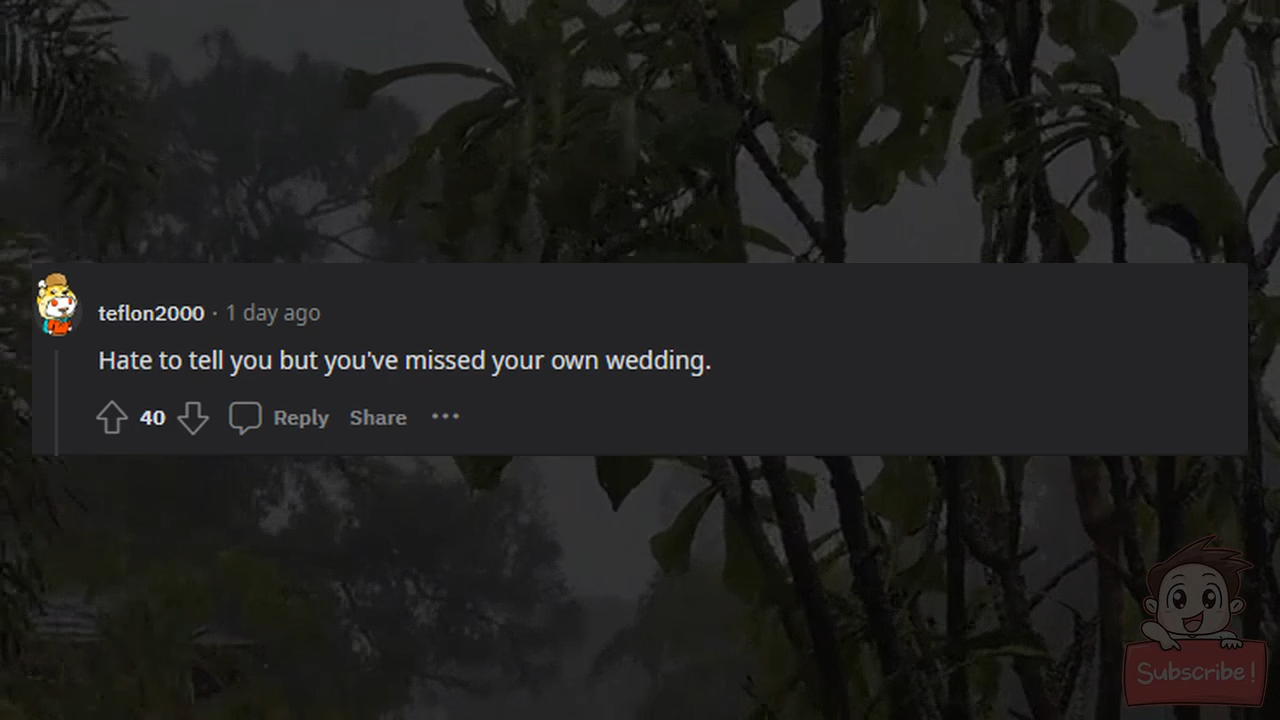 teflon2000 · 1 day ago
Hate to tell you but you've missed your own wedding.
40 Reply Share •••
Subscribe!